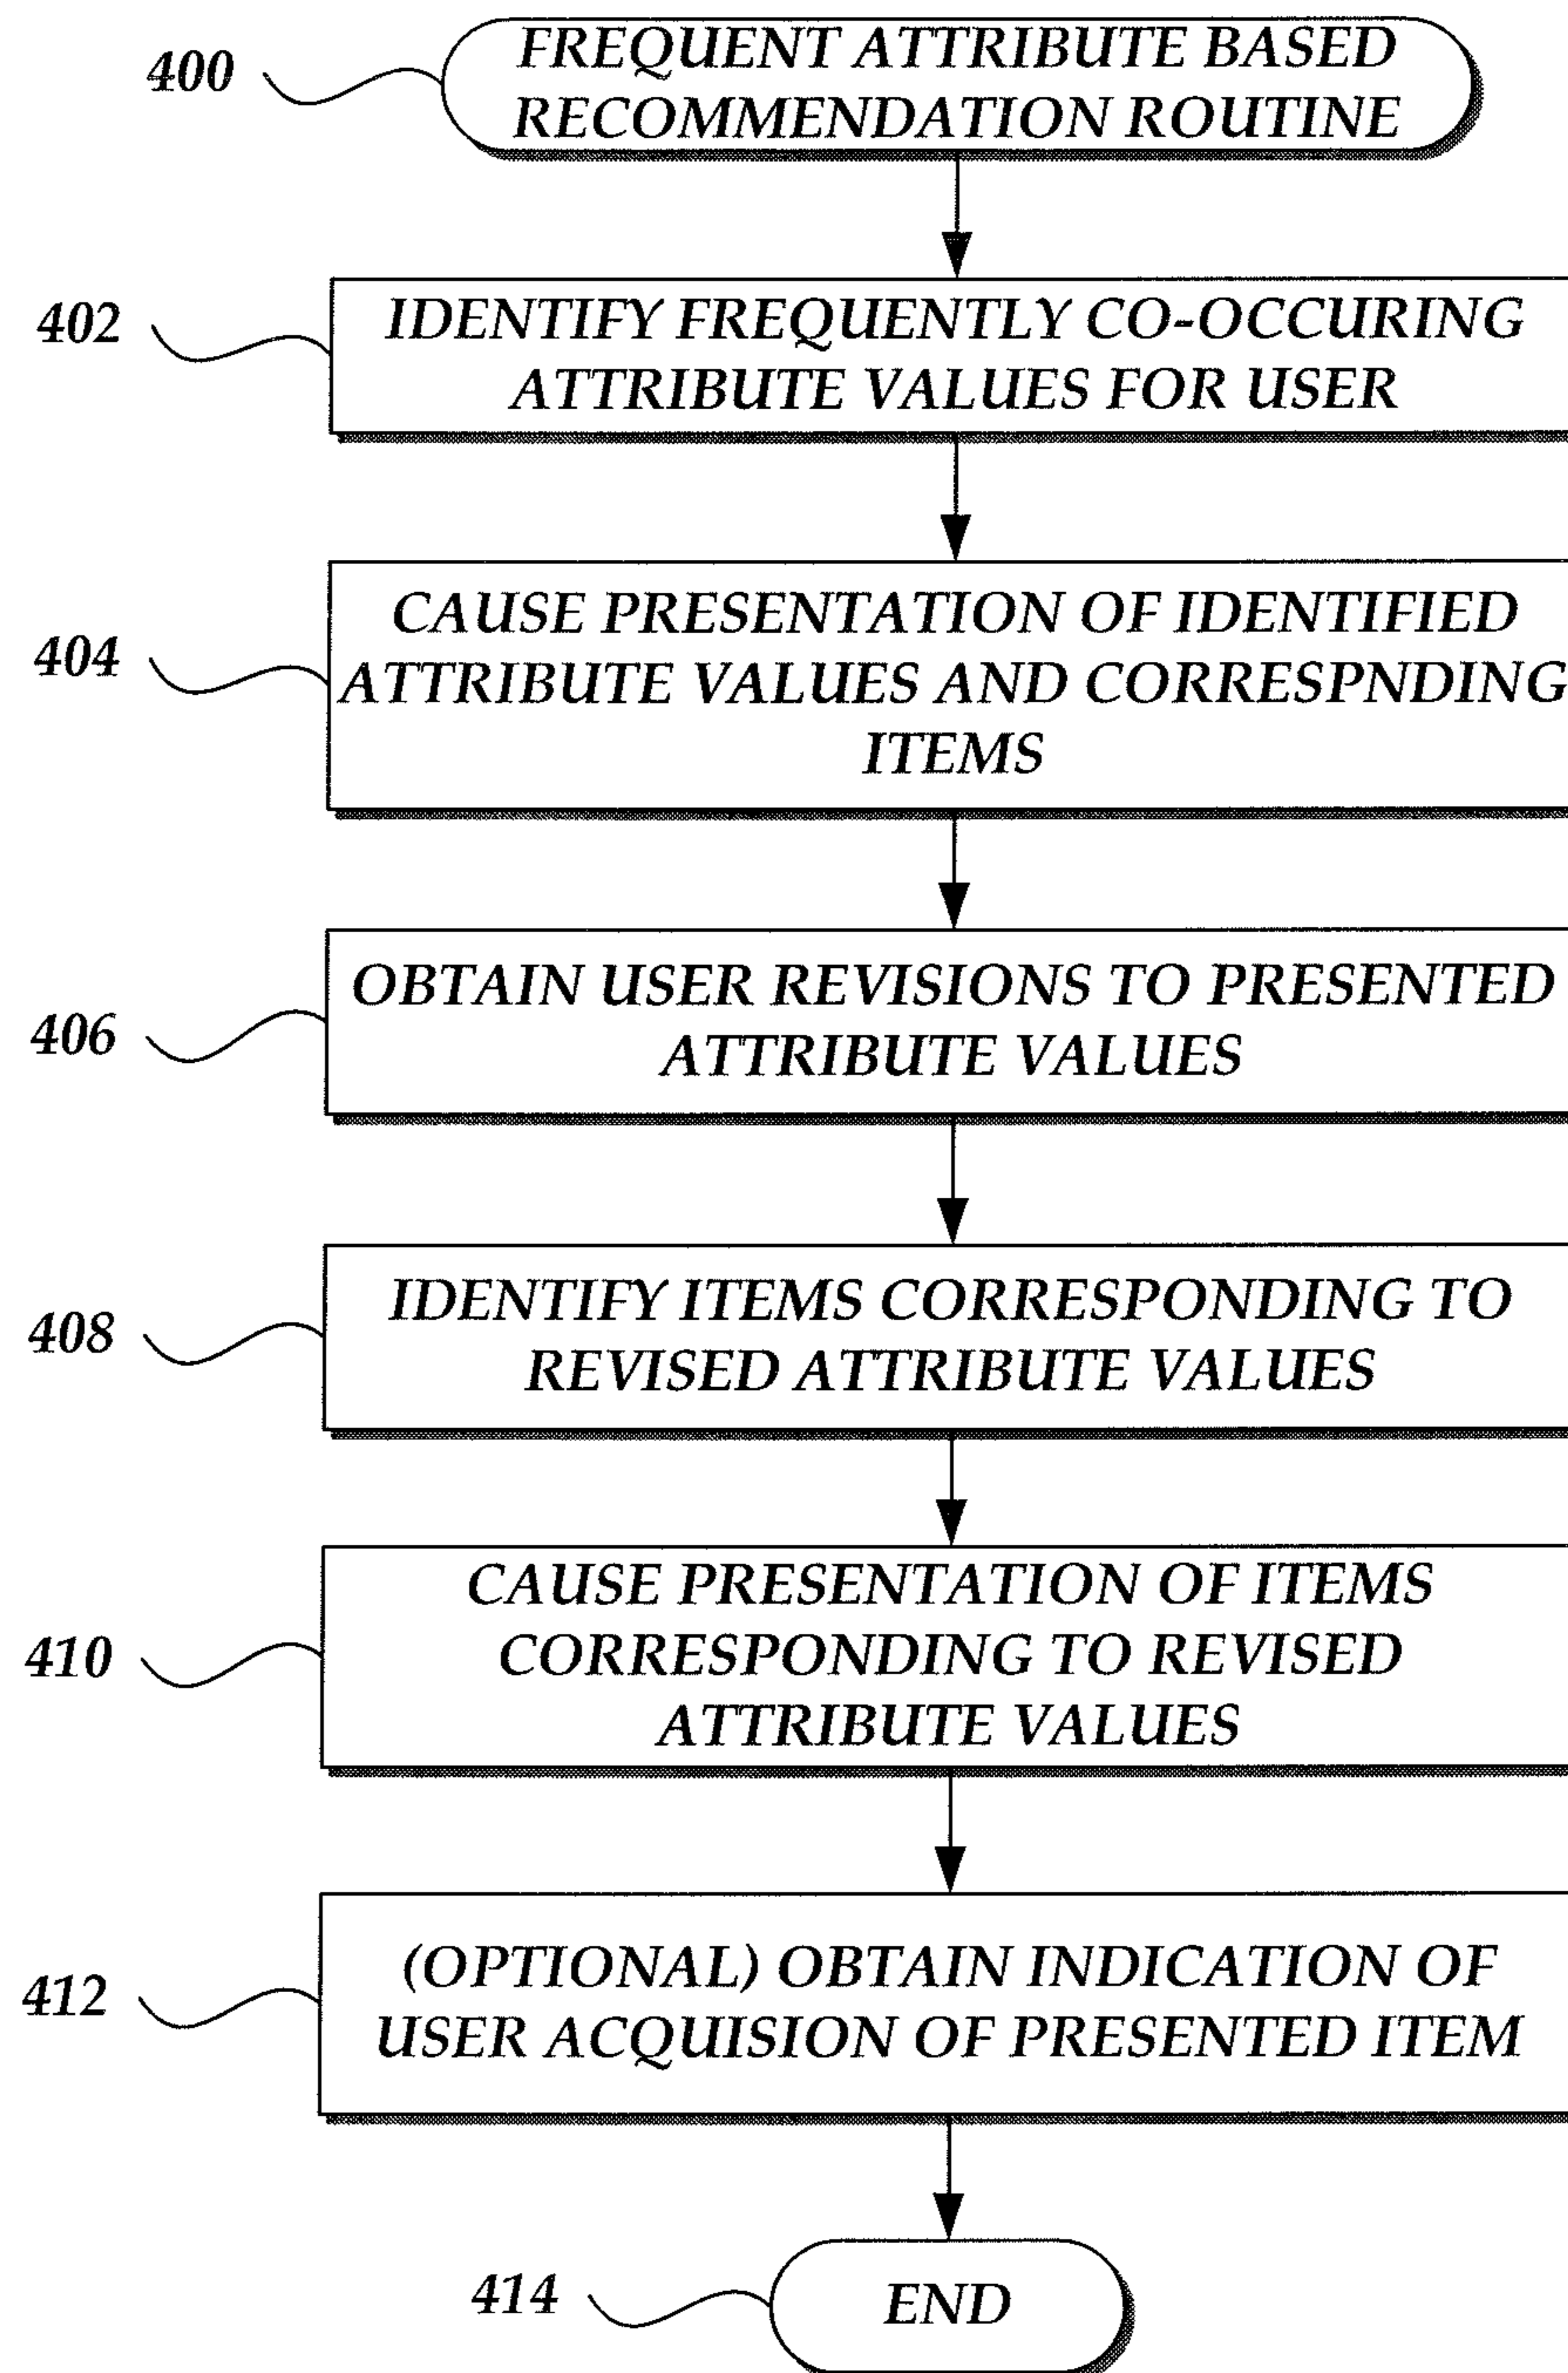 400
FREQUENT ATTRIBUTE BASED
RECOMMENDATION ROUTINE
402
IDENTIFY FREQUENTLY CO-OCCURING
ATTRIBUTE VALUES FOR USER
404
CAUSE PRESENTATION OF IDENTIFIED
ATTRIBUTE VALUES AND CORRESPNDING
ITEMS
406
OBTAIN USER REVISIONS TO PRESENTED
ATTRIBUTE VALUES
408
IDENTIFY ITEMS CORRESPONDING TO
REVISED ATTRIBUTE VALUES
410
CAUSE PRESENTATION OF ITEMS
CORRESPONDING TO REVISED
ATTRIBUTE VALUES
412
(OPTIONAL) OBTAIN INDICATION OF
USER ACQUISION OF PRESENTED ITEM
414
END